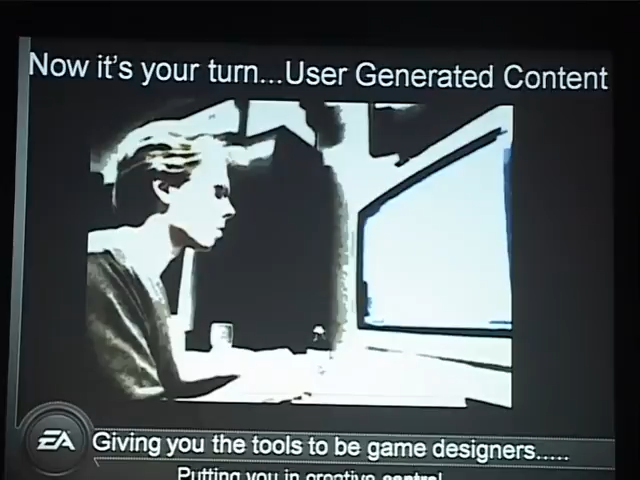 Now it's your turn...User Generated Content
EA
Giving you the tools to be game designers.....
Putting you in creative control